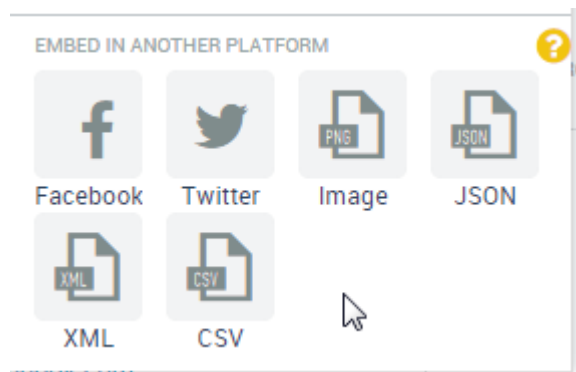 EMBED IN ANOTHER PLATFORM
?
PNG
JSON
Facebook Twitter Image JSON
XML
CSV
XML CSV